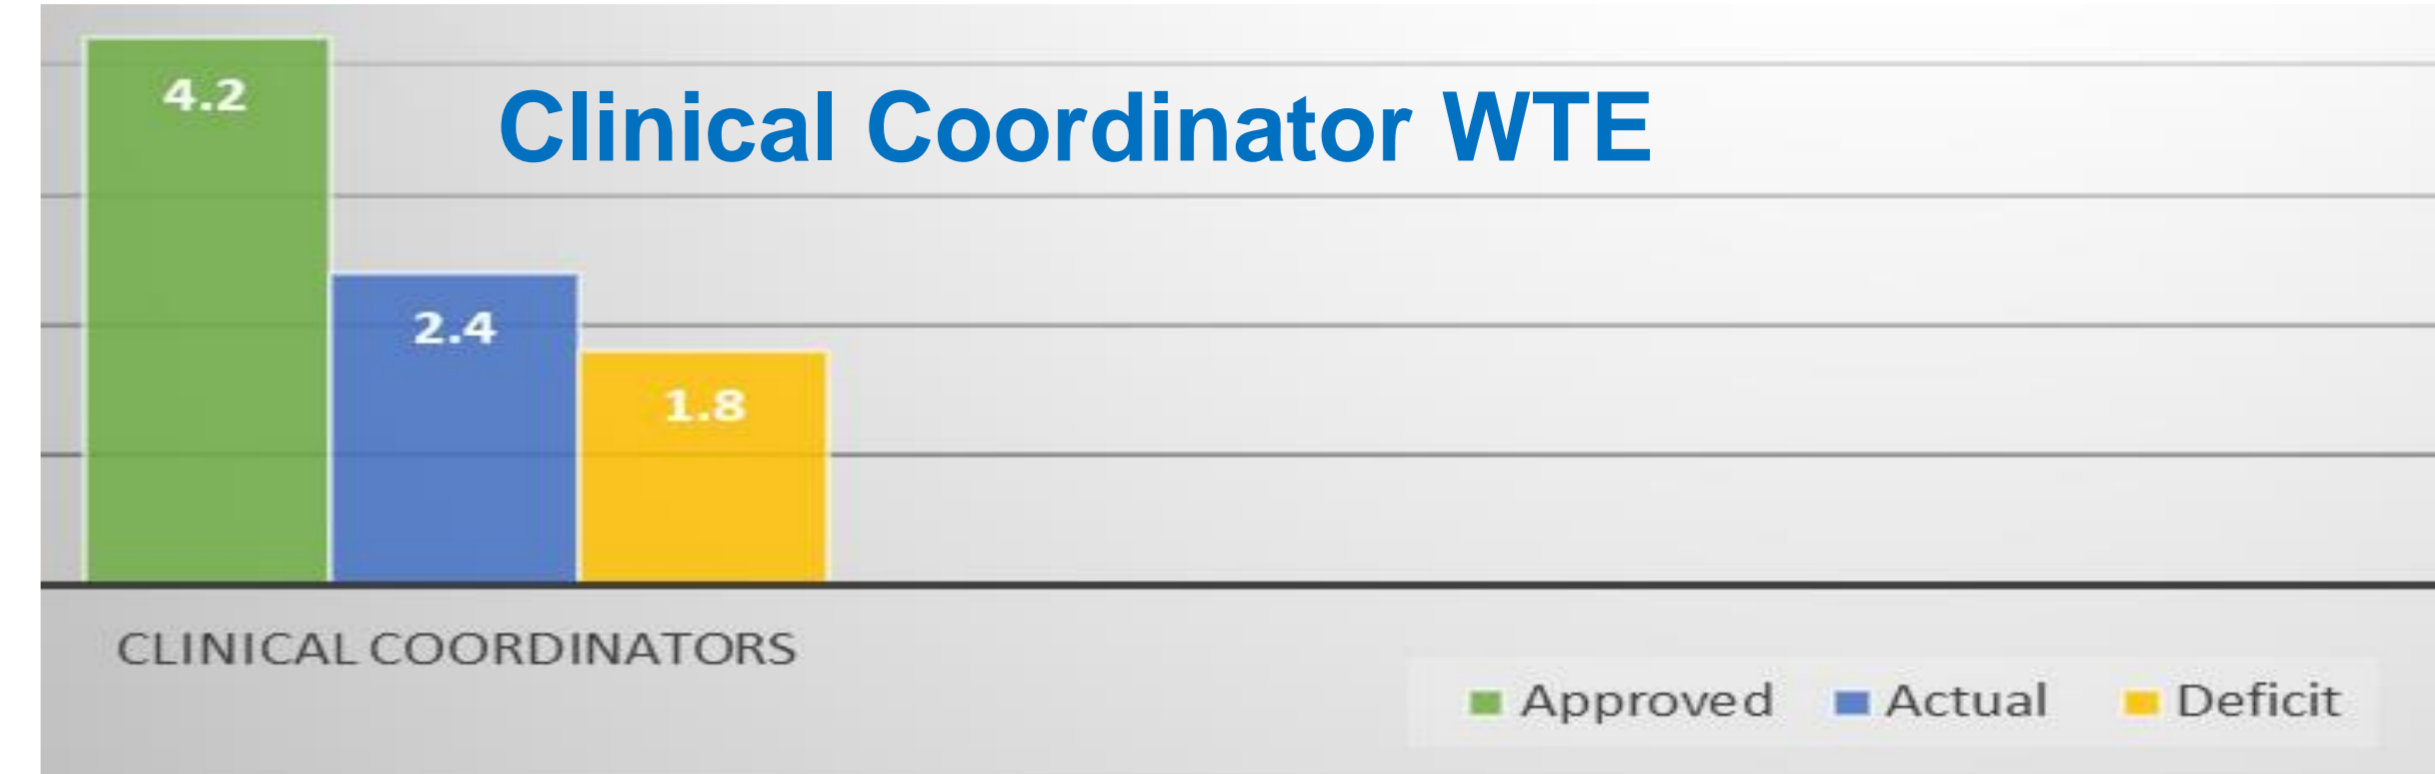 4.2
Clinical Coordinator WTE
2.4
1.8
CLINICAL COORDINATORS
Approved Actual Deficit